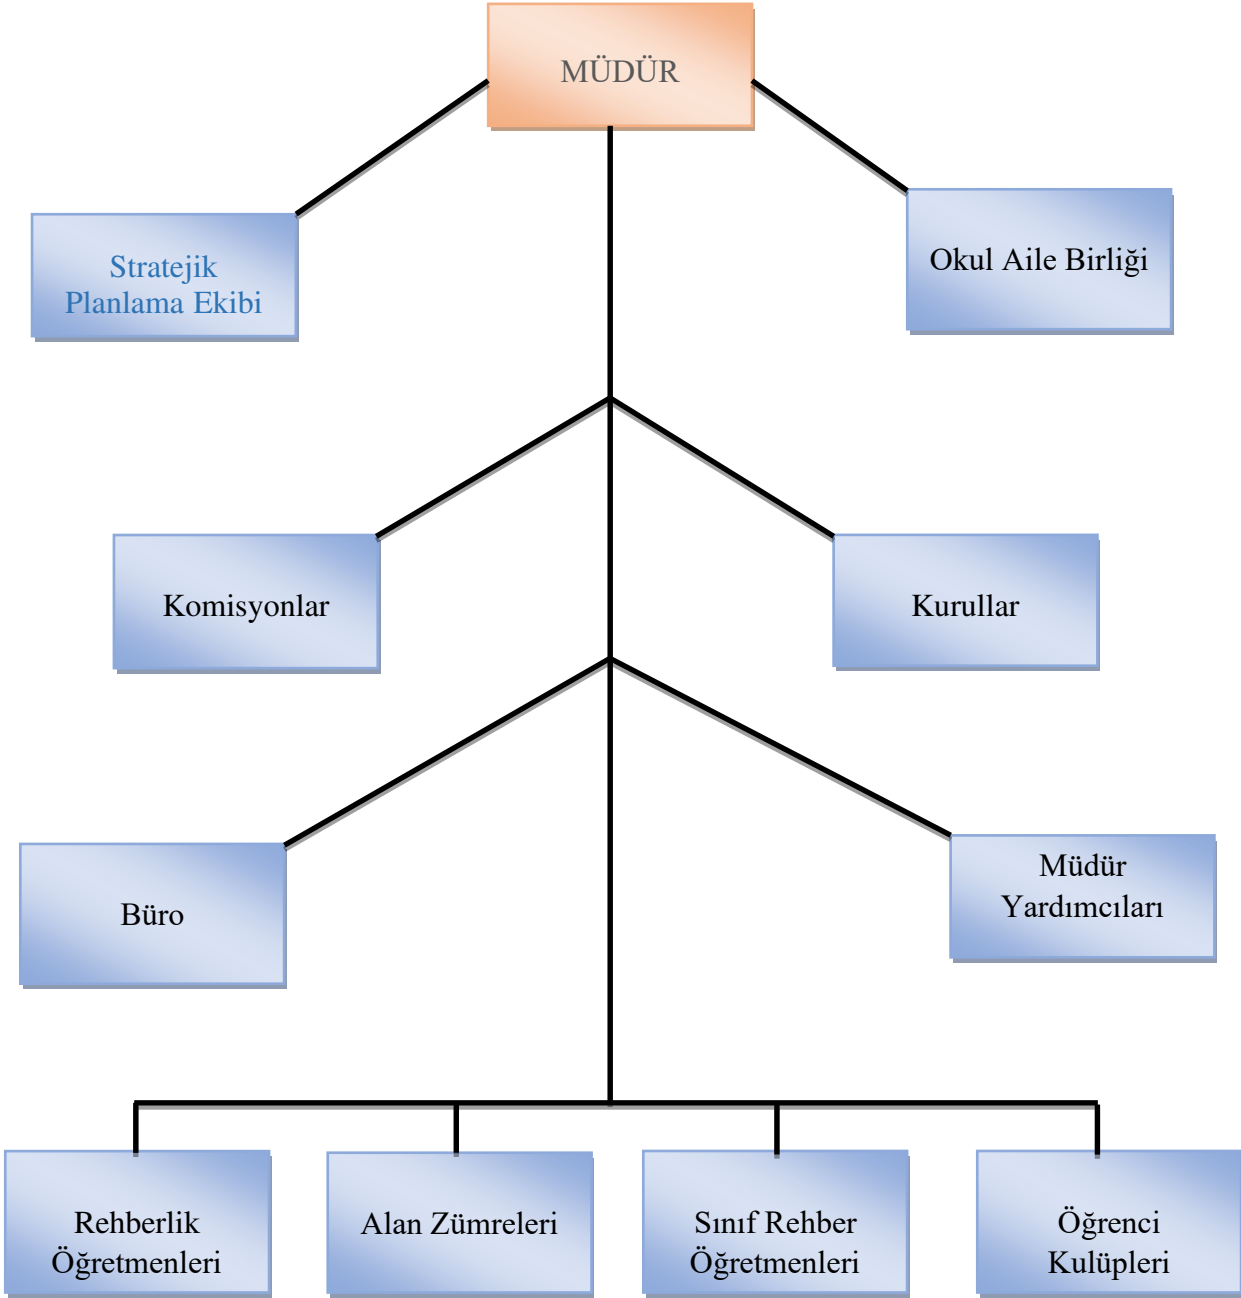 MÜDÜR
Stratejik
Planlama Ekibi
Okul Aile Birliği
Komisyonlar
Kurullar
Büro
Müdür
Yardımcıları
Rehberlik
Öğretmenleri
Alan Zümreleri
Sınıf Rehber
Öğretmenleri
Öğrenci
Kulüpleri